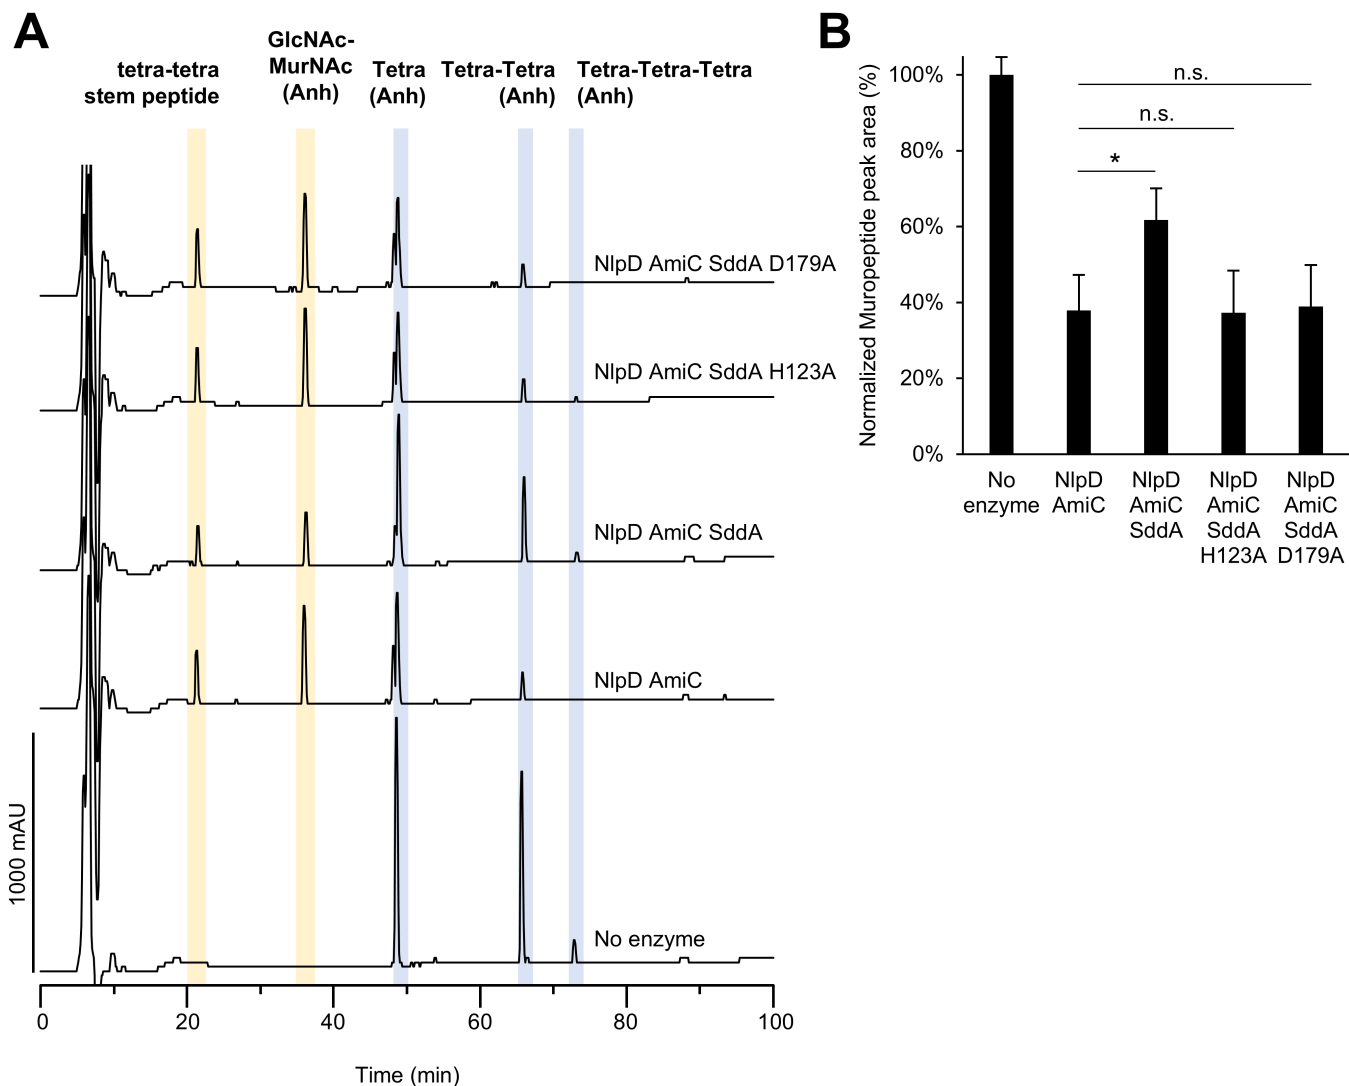 A
tetra-tetra
stem peptide
GlcNAc-
MurNAc
(Anh)
Tetra
(Anh)
Tetra-Tetra
(Anh)
Tetra-Tetra-Tetra
(Anh)
NlpD AmiC SddA D179A
NlpD AmiC SddA H123A
NlpD AmiC SddA
NlpD AmiC
No enzyme
1000 mAU
0 20 40 60 80 100
Time (min)
B
Normalized Muropeptide peak area (%)
100%
80%
60%
40%
20%
0%
n.s.
n.s.
*
No
enzyme
NlpD
AmiC
NlpD
AmiC
SddA
NlpD
AmiC
SddA
H123A
NlpD
AmiC
SddA
D179A